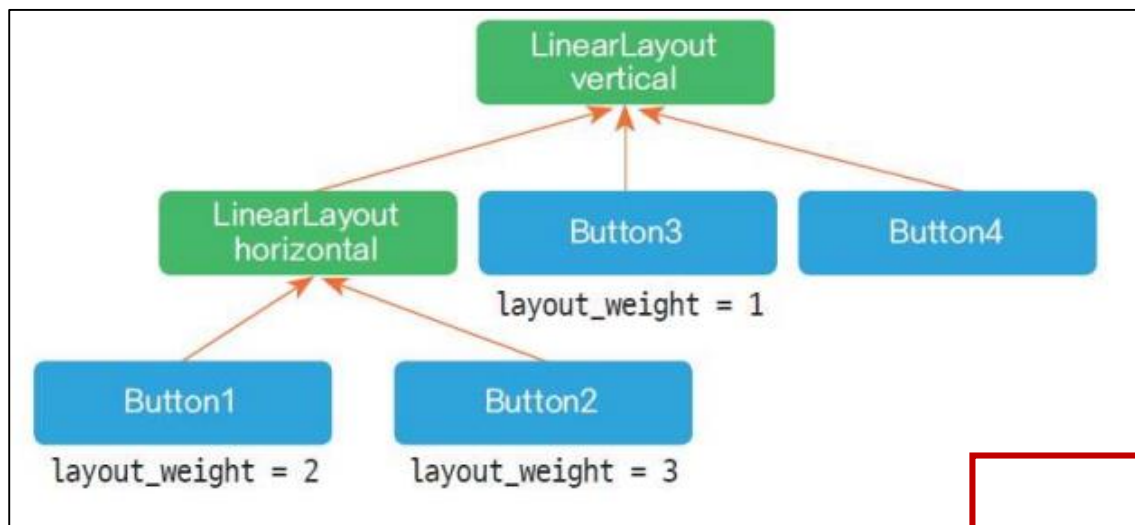 LinearLayout
vertical
LinearLayout
horizontal
Button3
Button4
layout_weight = 1
Button1
Button2
layout_weight = 2
layout_weight = 3